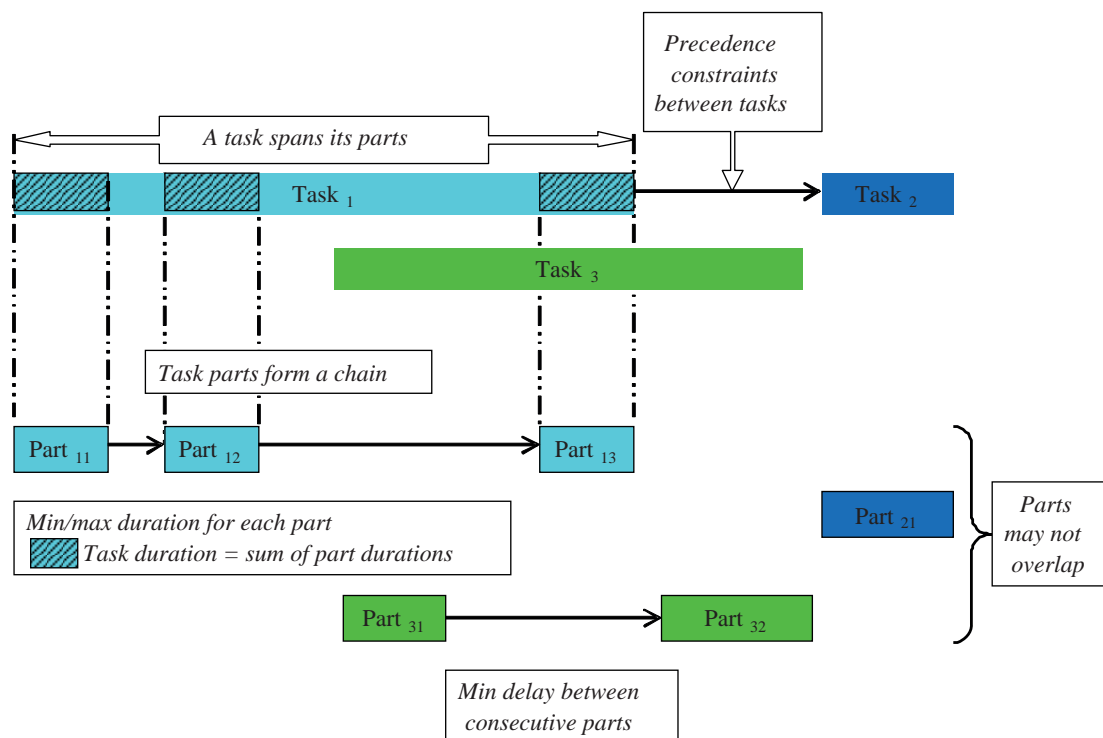 Precedence
constraints
between tasks
A task spans its parts
Task 1
Task 2
Task 3
Task parts form a chain
Part 11
Part 12
Part 13
Min/max duration for each part
Task duration = sum of part durations
Part 21
Parts
may not
overlap
Part 31
Part 32
Min delay between
consecutive parts